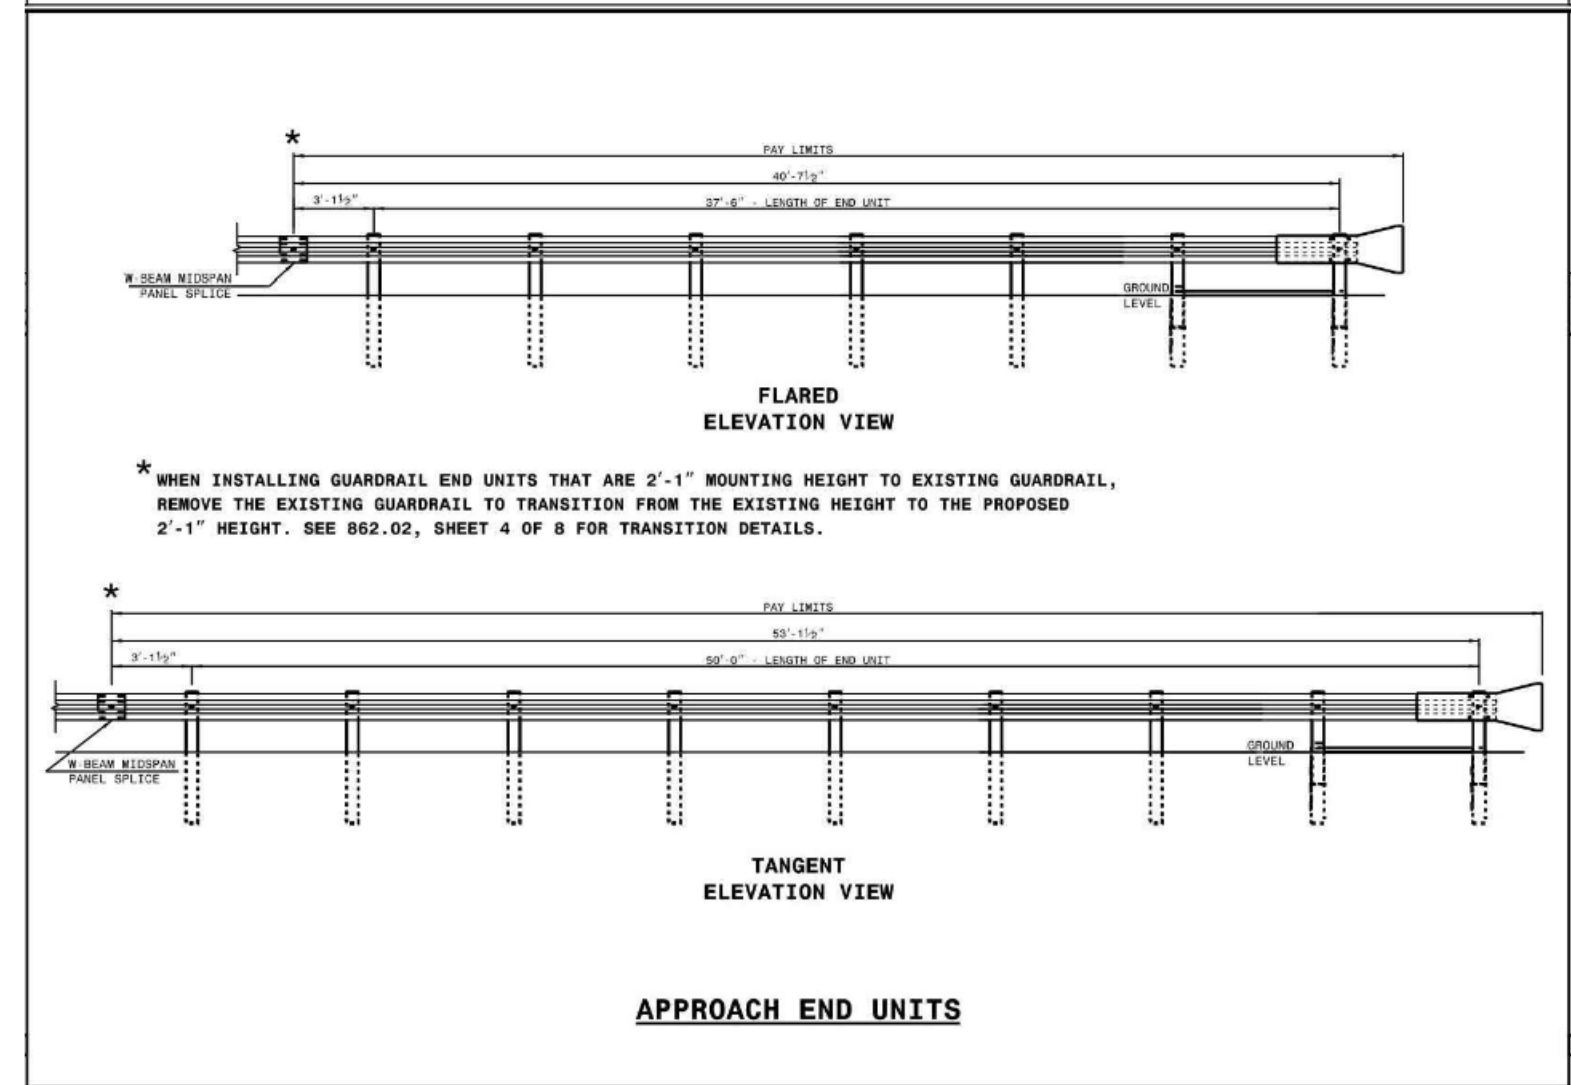 *
PAY LIMITS
40'-7½"
3'-1½"
37'-6" - LENGTH OF END UNIT
W-BEAM MIDSPAN
PANEL SPLICE
GROUND
LEVEL
FLARED
ELEVATION VIEW
* WHEN INSTALLING GUARDRAIL END UNITS THAT ARE 2'-1" MOUNTING HEIGHT TO EXISTING GUARDRAIL,
REMOVE THE EXISTING GUARDRAIL TO TRANSITION FROM THE EXISTING HEIGHT TO THE PROPOSED
2'-1" HEIGHT. SEE 862.02, SHEET 4 OF 8 FOR TRANSITION DETAILS.
*
PAY LIMITS
53'-1½"
3'-1½"
50'-0" - LENGTH OF END UNIT
W-BEAM MIDSPAN
PANEL SPLICE
GROUND
LEVEL
TANGENT
ELEVATION VIEW
APPROACH END UNITS